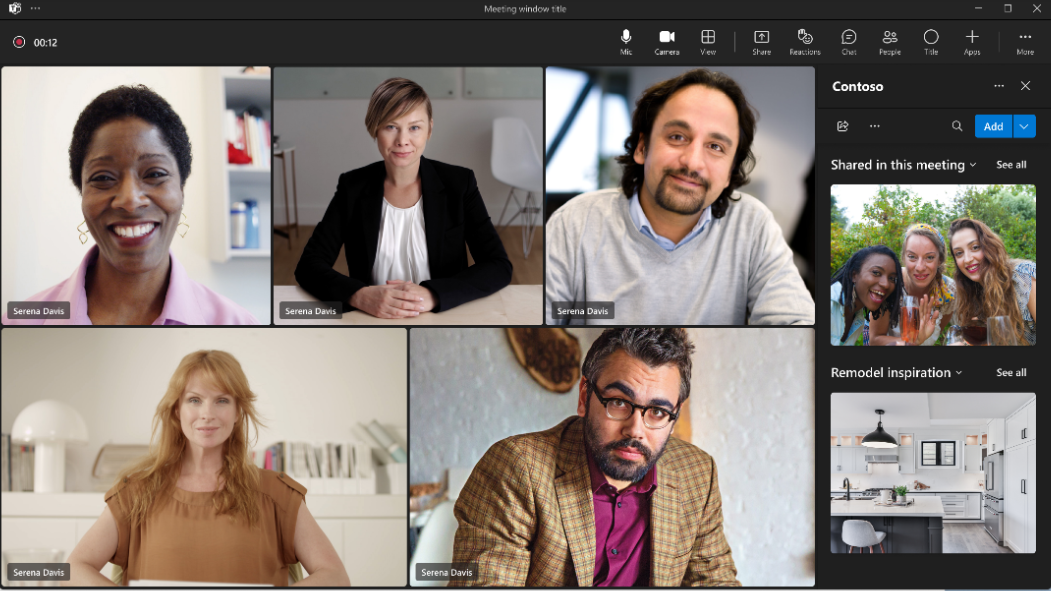 Meeting window title
00:12
Mic
Camera
View
Share
Reactions
Chat
People
Title
Apps
More
Serena Davis
Serena Davis
Serena Davis
Serena Davis
Serena Davis
Contoso
Add
Shared in this meeting
See all
Remodel inspiration
See all